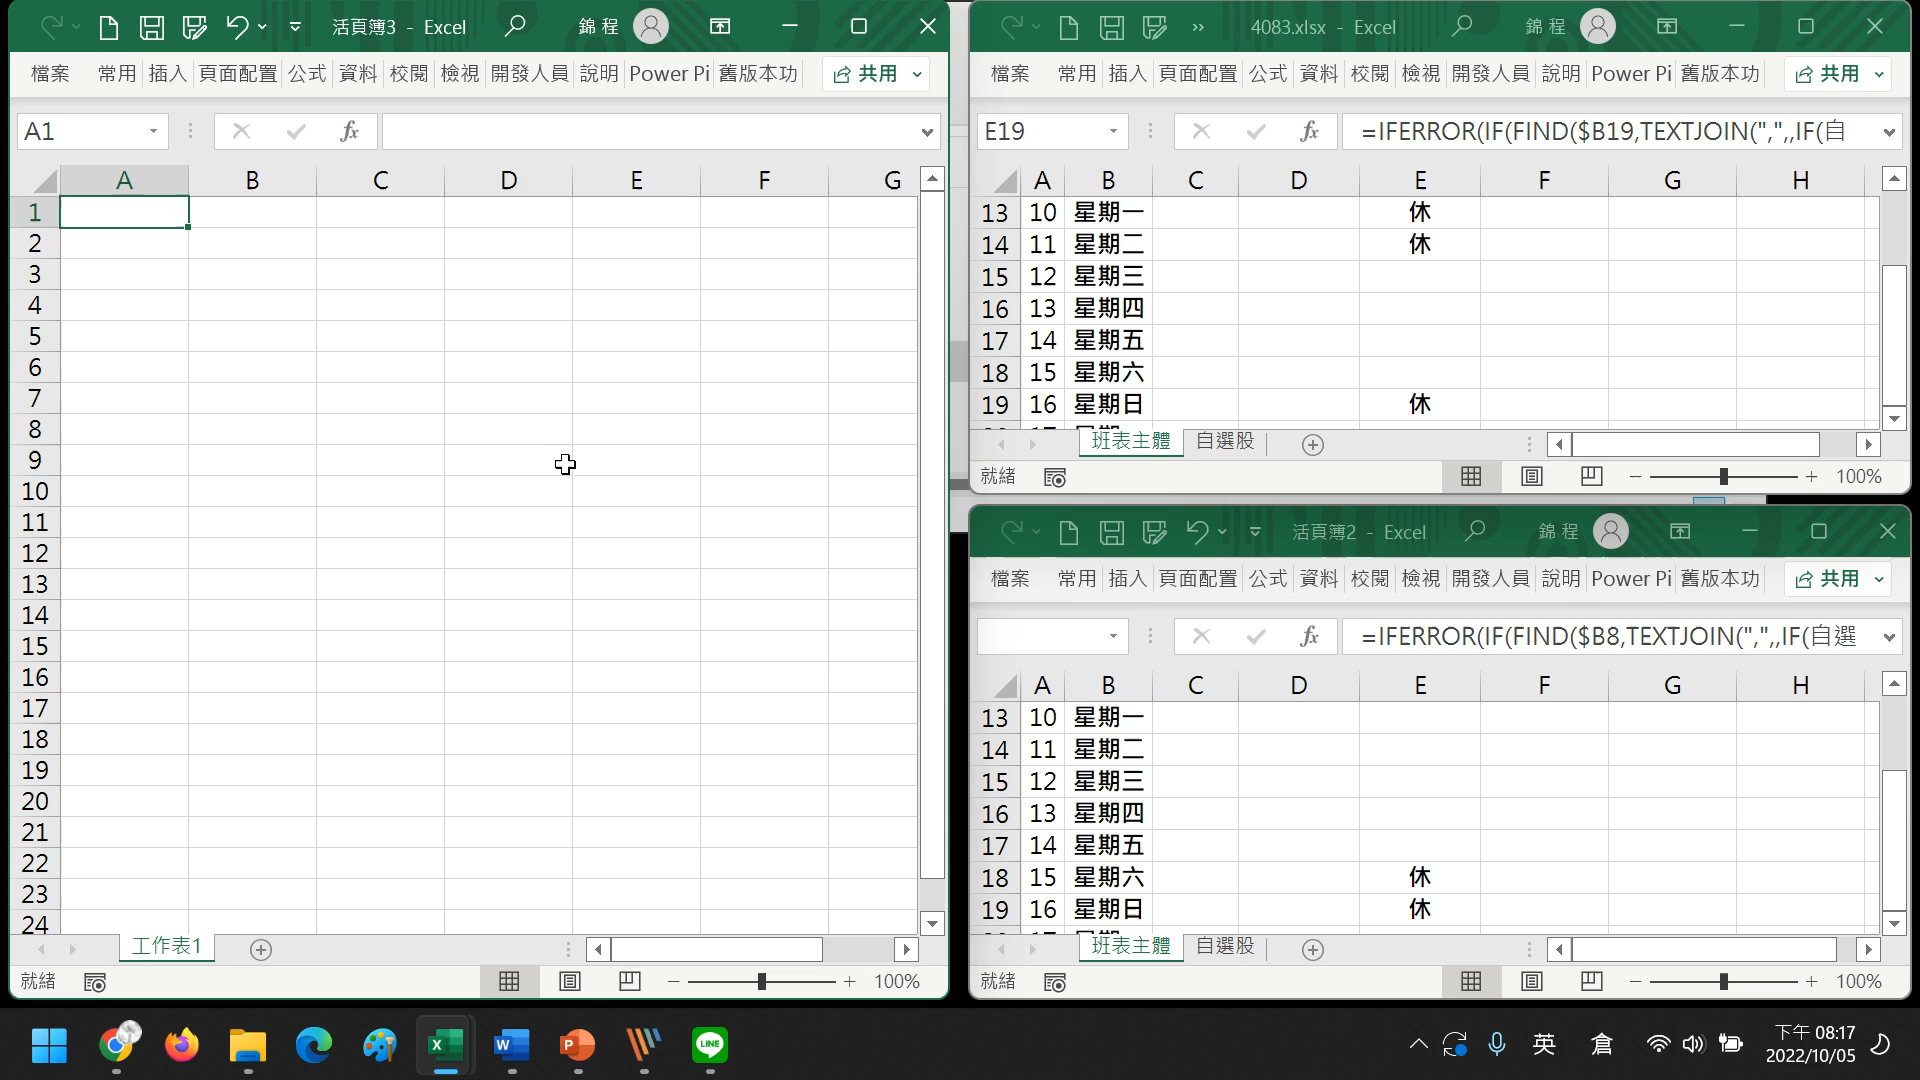 活頁簿3 - Excel
錦 程
檔案 常用 插入 頁面配置 公式 資料 校閱 檢視 開發人員 說明 Power Pi 舊版本功 共用
A1 fx
A B C D E F G
1
2
3
4
5
6
7
8
9
10
11
12
13
14
15
16
17
18
19
20
21
22
23
24
工作表1
就緒 100%
4083.xlsx - Excel
錦 程
檔案 常用 插入 頁面配置 公式 資料 校閱 檢視 開發人員 說明 Power Pi 舊版本功 共用
E19 fx =IFERROR(IF(FIND($B19,TEXTJOIN(",",,IF(自
A B C D E F G H
13 10 星期一 休
14 11 星期二 休
15 12 星期三
16 13 星期四
17 14 星期五
18 15 星期六
19 16 星期日 休
班表主體 自選股
就緒 100%
活頁簿2 - Excel
錦 程
檔案 常用 插入 頁面配置 公式 資料 校閱 檢視 開發人員 說明 Power Pi 舊版本功 共用
fx =IFERROR(IF(FIND($B8,TEXTJOIN(",",,IF(自選
A B C D E F G H
13 10 星期一
14 11 星期二
15 12 星期三
16 13 星期四
17 14 星期五
18 15 星期六 休
19 16 星期日 休
班表主體 自選股
就緒 100%
LINE
英 倉
下午 08:17
2022/10/05